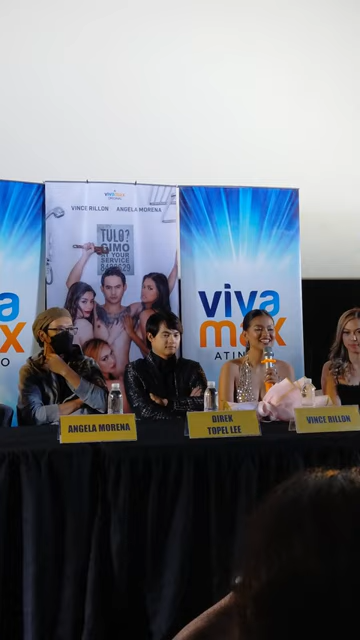 viva
max
VINCE RILLON ANGELA MORENA
TULO?
DIMO
AT YOUR
SERVICE
viva
max
ATIN
ANGELA MORENA
DIREK
TOPEL LEE
VINCE RILLON